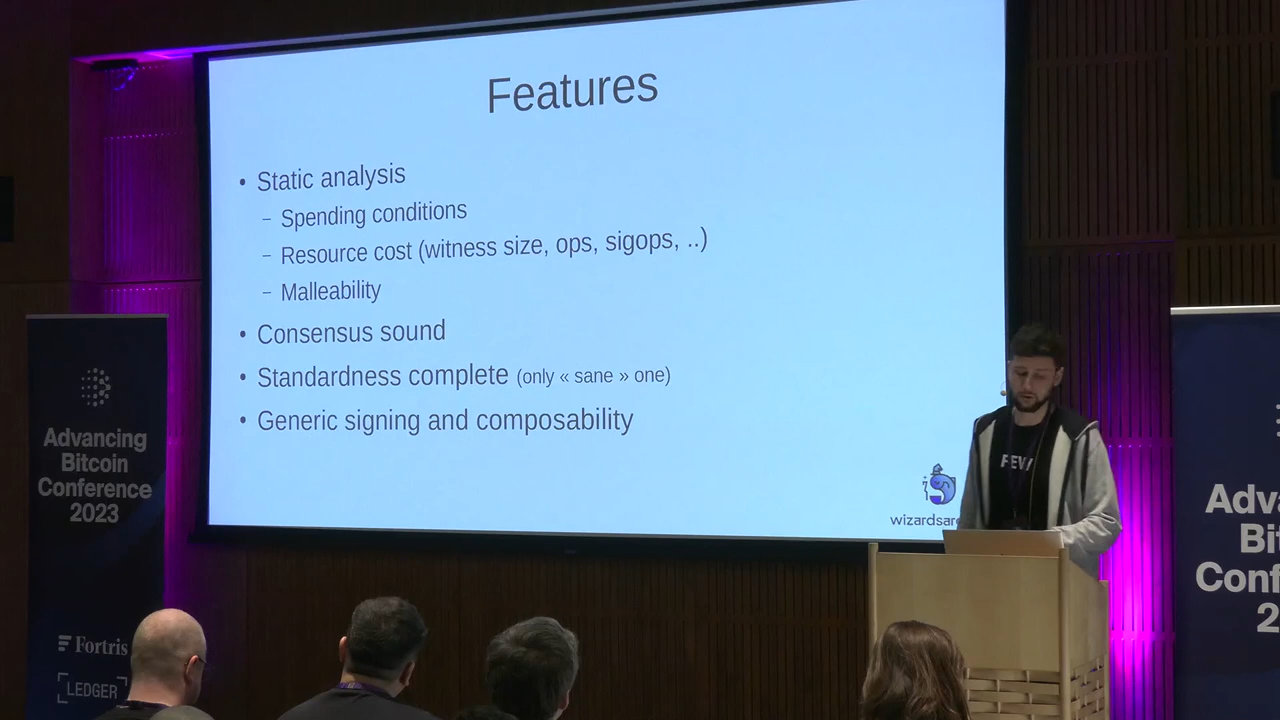 Features
• Static analysis
– Spending conditions
– Resource cost (witness size, ops, sigops, ..)
– Malleability
• Consensus sound
• Standardness complete (only « sane » one)
• Generic signing and composability
wizardsar
Advancing
Bitcoin
Conference
2023
Fortris
LEDGER
REV
Adva
Bit
Conf
2